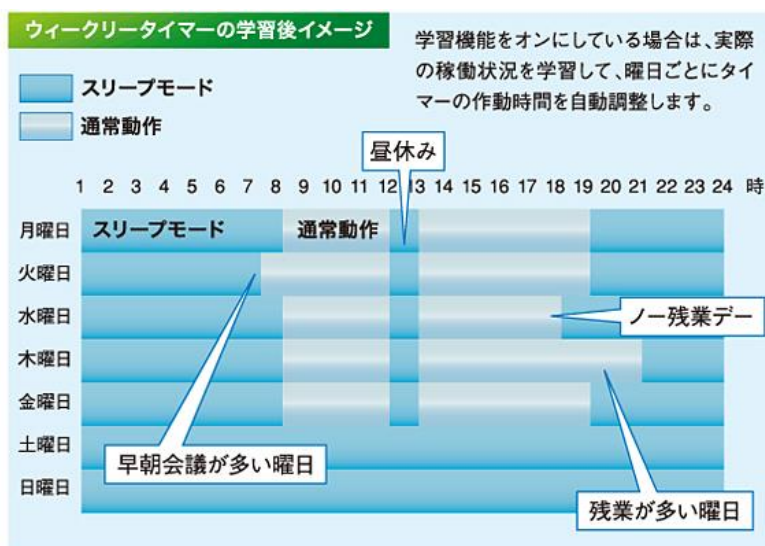 ウィークリータイマーの学習後イメージ
学習機能をオンにしている場合は、実際
の稼働状況を学習して、曜日ごとにタイ
マーの作動時間を自動調整します。
スリープモード
通常動作
昼休み
1 2 3 4 5 6 7 8 9 10 11 12 13 14 15 16 17 18 19 20 21 22 23 24 時
月曜日 スリープモード 通常動作
火曜日
水曜日
ノー残業デー
木曜日
金曜日
土曜日
早朝会議が多い曜日
日曜日
残業が多い曜日